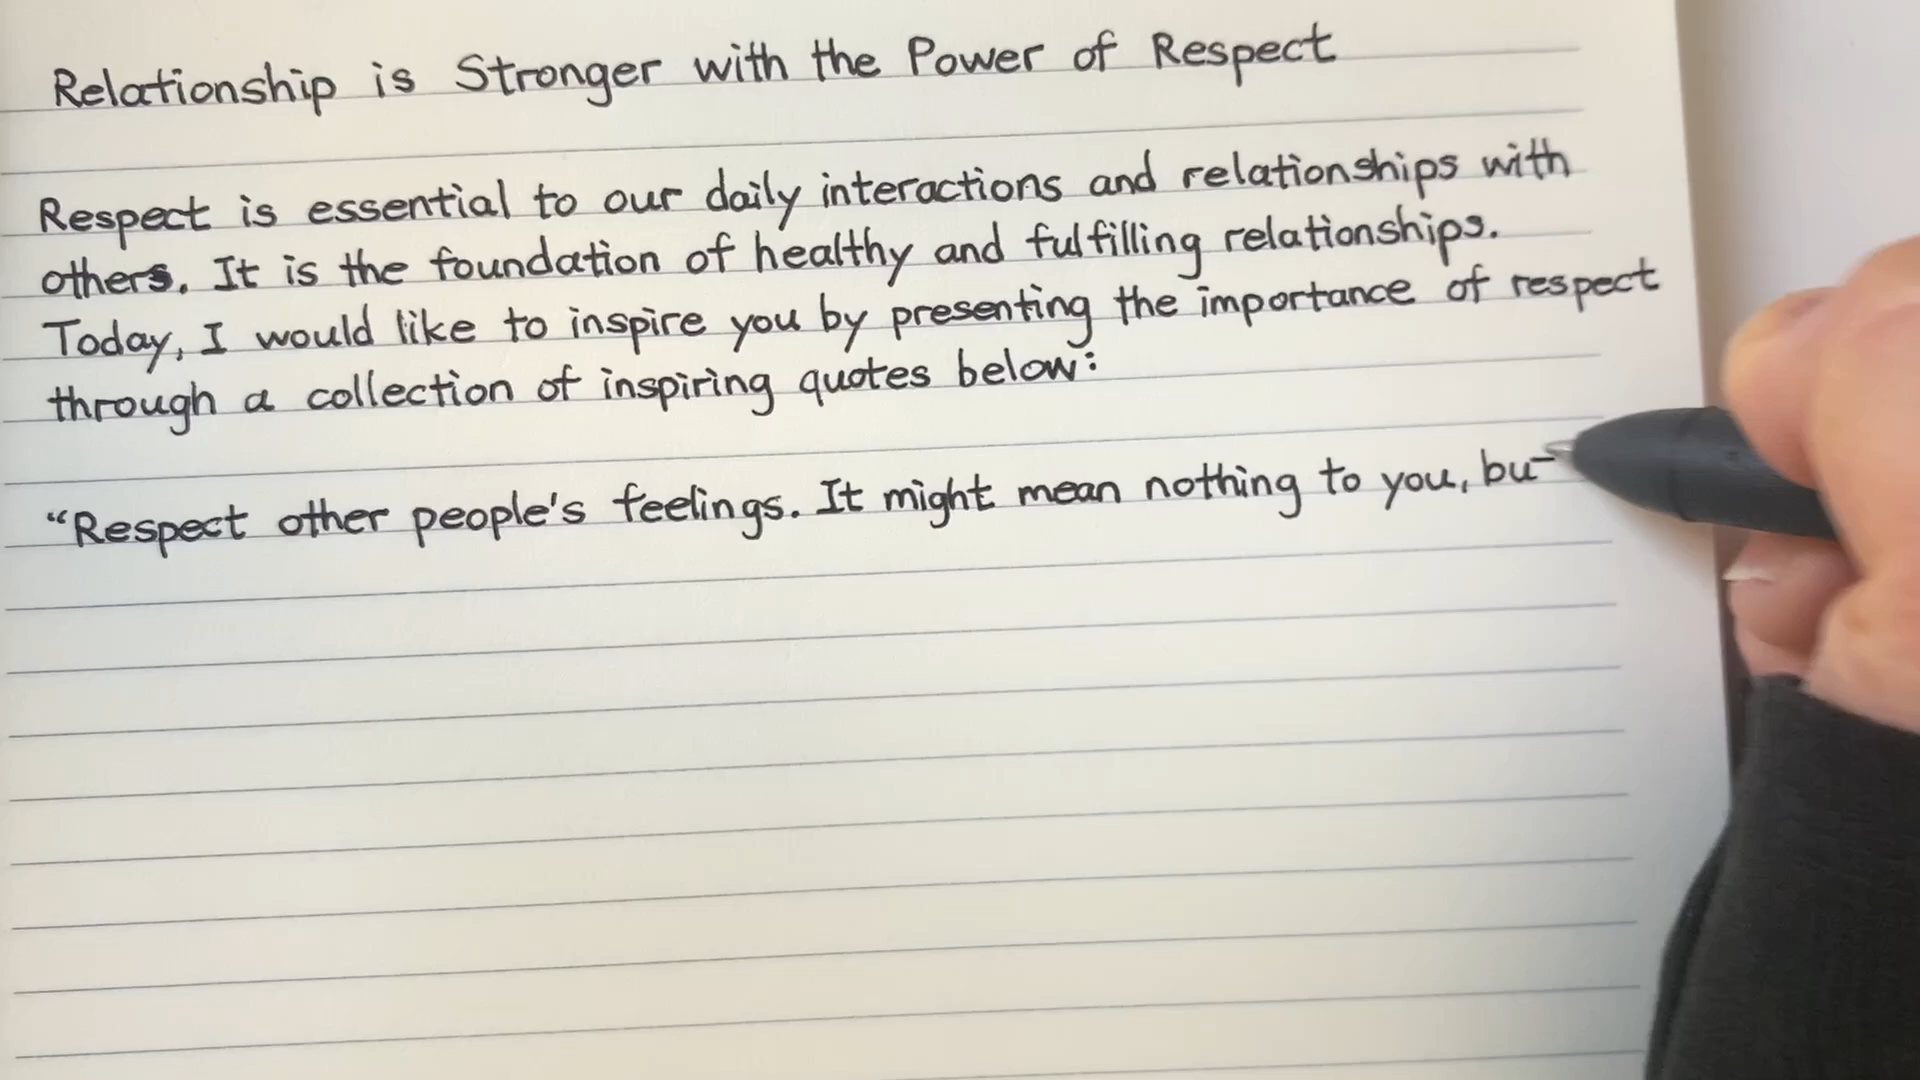 Relationship is Stronger with the Power of Respect
Respect is essential to our daily interactions and relationships with
others. It is the foundation of healthy and fulfilling relationships.
Today, I would like to inspire you by presenting the importance of respect
through a collection of inspiring quotes below:
“Respect other people's feelings. It might mean nothing to you, but